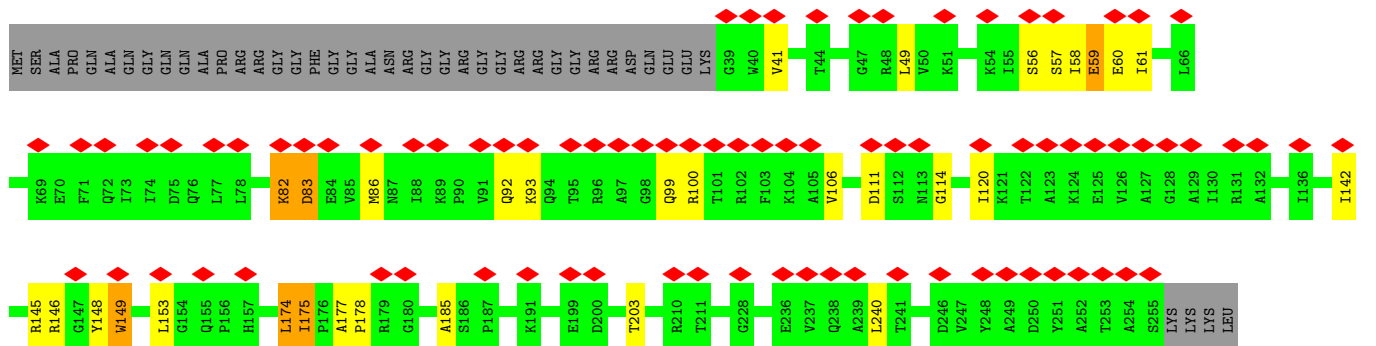 MET SER ALA PRO GLN ALA GLN GLY GLN GLN ALA PRO ARG ARG GLY GLY PHE GLY GLY ALA ASN ARG GLY GLY ARG GLY GLY ARG ARG GLY GLY ARG ARG ASP GLN GLU GLU LYS G39 W40 V41 T44 G47 R48 L49 V50 K51 K54 I55 S56 S57 I58 E59 E60 I61 L66
K69 E70 F71 Q72 I73 I74 D75 Q76 L77 L78 K82 D83 E84 V85 M86 N87 I88 K89 P90 V91 Q92 K93 Q94 T95 R96 A97 G98 Q99 R100 T101 R102 F103 K104 A105 V106 D111 S112 N113 G114 I120 K121 T122 A123 K124 E125 V126 A127 G128 A129 I130 R131 A132 I136 I142
R145 R146 G147 Y148 W149 L153 G154 Q155 P156 H157 L174 I175 P176 A177 P178 R179 G180 A185 S186 P187 K191 E199 D200 T203 R210 T211 G228 E236 V237 Q238 A239 L240 T241 D246 V247 Y248 A249 D250 Y251 A252 T253 A254 S255 LYS LYS LYS LEU